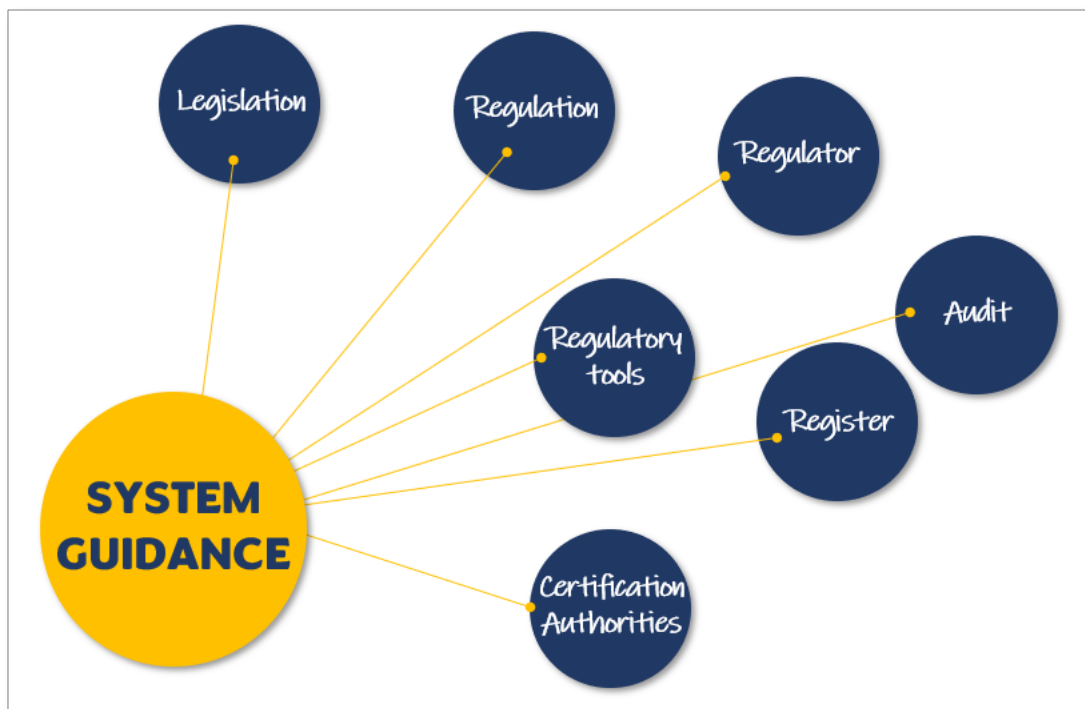 Legislation
Regulation
Regulator
Audit
Regulatory
tools
Register
SYSTEM
GUIDANCE
Certification
Authorities